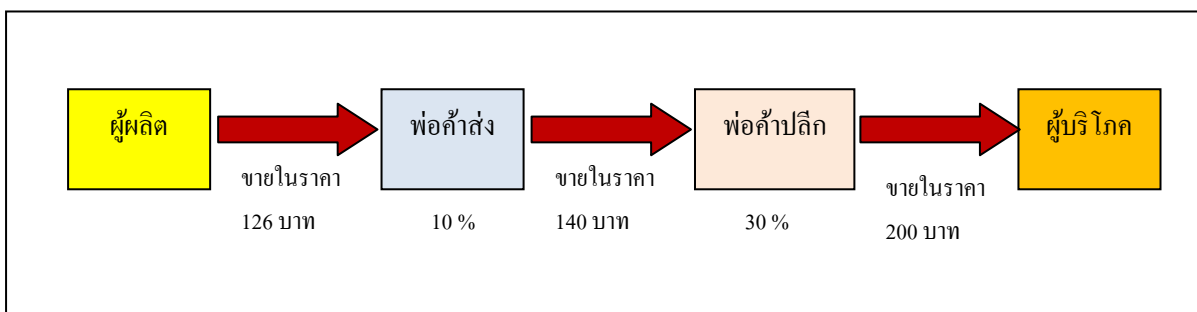 ผู้ผลิต
พ่อค้าส่ง
พ่อค้าปลีก
ผู้บริโภค
ขายในราคา
126 บาท
10 %
ขายในราคา
140 บาท
30 %
ขายในราคา
200 บาท